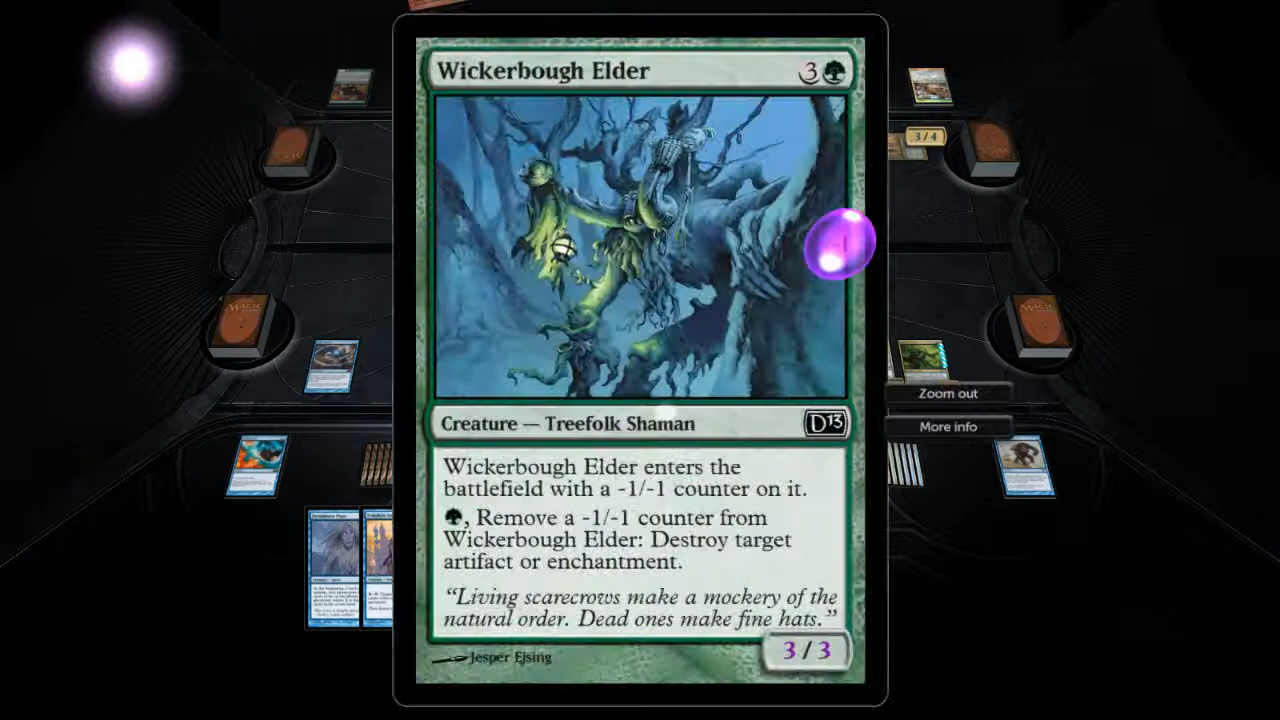 Wickerbough Elder 3
3/4
Zoom out
Creature — Treefolk Shaman D13
More info
Wickerbough Elder enters the
battlefield with a -1/-1 counter on it.
, Remove a -1/-1 counter from
Wickerbough Elder: Destroy target
artifact or enchantment.
“Living scarecrows make a mockery of the
natural order. Dead ones make fine hats.”
3/3
Jesper Ejsing